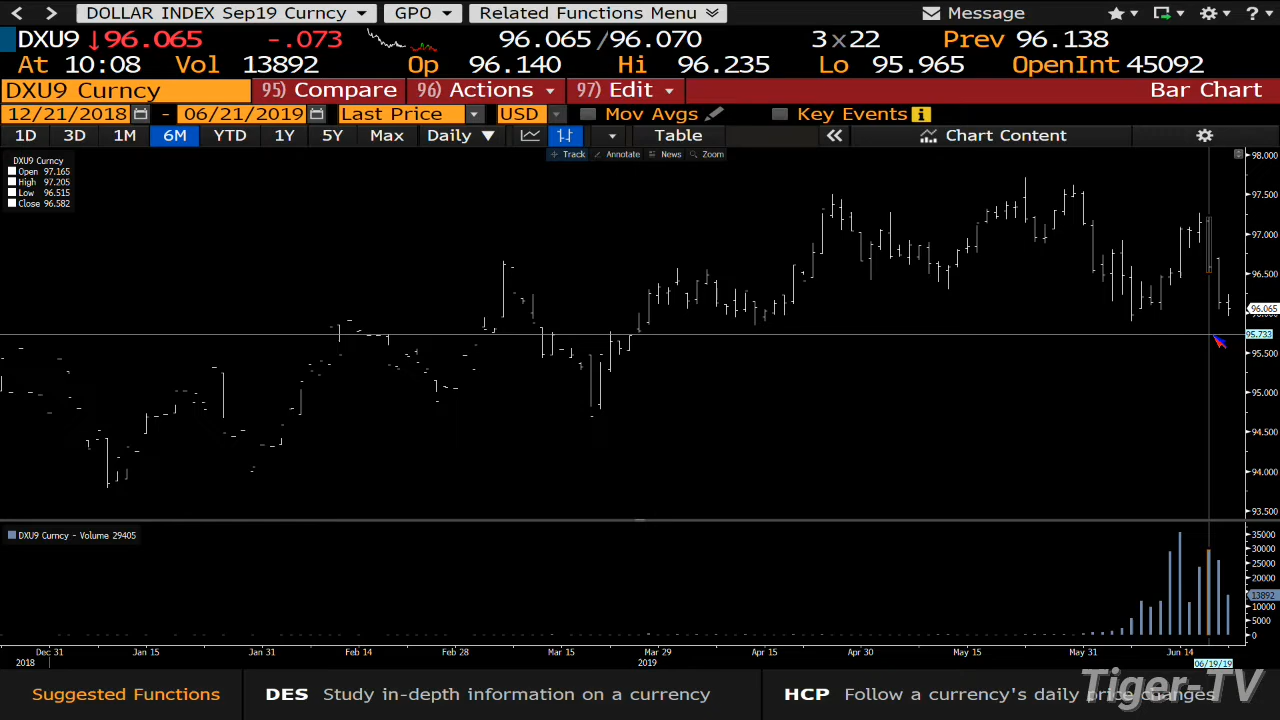 DOLLAR INDEX Sep19 Curncy GPO Related Functions Menu Message ?
DXU9 ↓96.065 -.073 96.065/96.070 3x22 Prev 96.138
At 10:08 Vol 13892 Op 96.140 Hi 96.235 Lo 95.965 OpenInt 45092
DXU9 Curncy 95) Compare 96) Actions 97) Edit Bar Chart
12/21/2018 - 06/21/2019 Last Price USD Mov Avgs Key Events i
1D 3D 1M 6M YTD 1Y 5Y Max Daily Table « Chart Content
Track Annotate News Zoom
DXU9 Curncy
Open 97.165
High 97.205
Low 96.515
Close 96.582
98.000
97.500
97.000
96.500
96.065
95.733
95.500
95.000
94.500
94.000
93.500
DXU9 Curncy - Volume 29405
35000
30000
25000
20000
13892
10000
5000
0
Dec 31 Jan 15 Jan 31 Feb 14 Feb 28 Mar 15 Mar 29 Apr 15 Apr 30 May 15 May 31 Jun 14
2018 2019 06/19/19
Suggested Functions DES Study in-depth information on a currency HCP Follow a currency's daily price changes
Tiger-TV